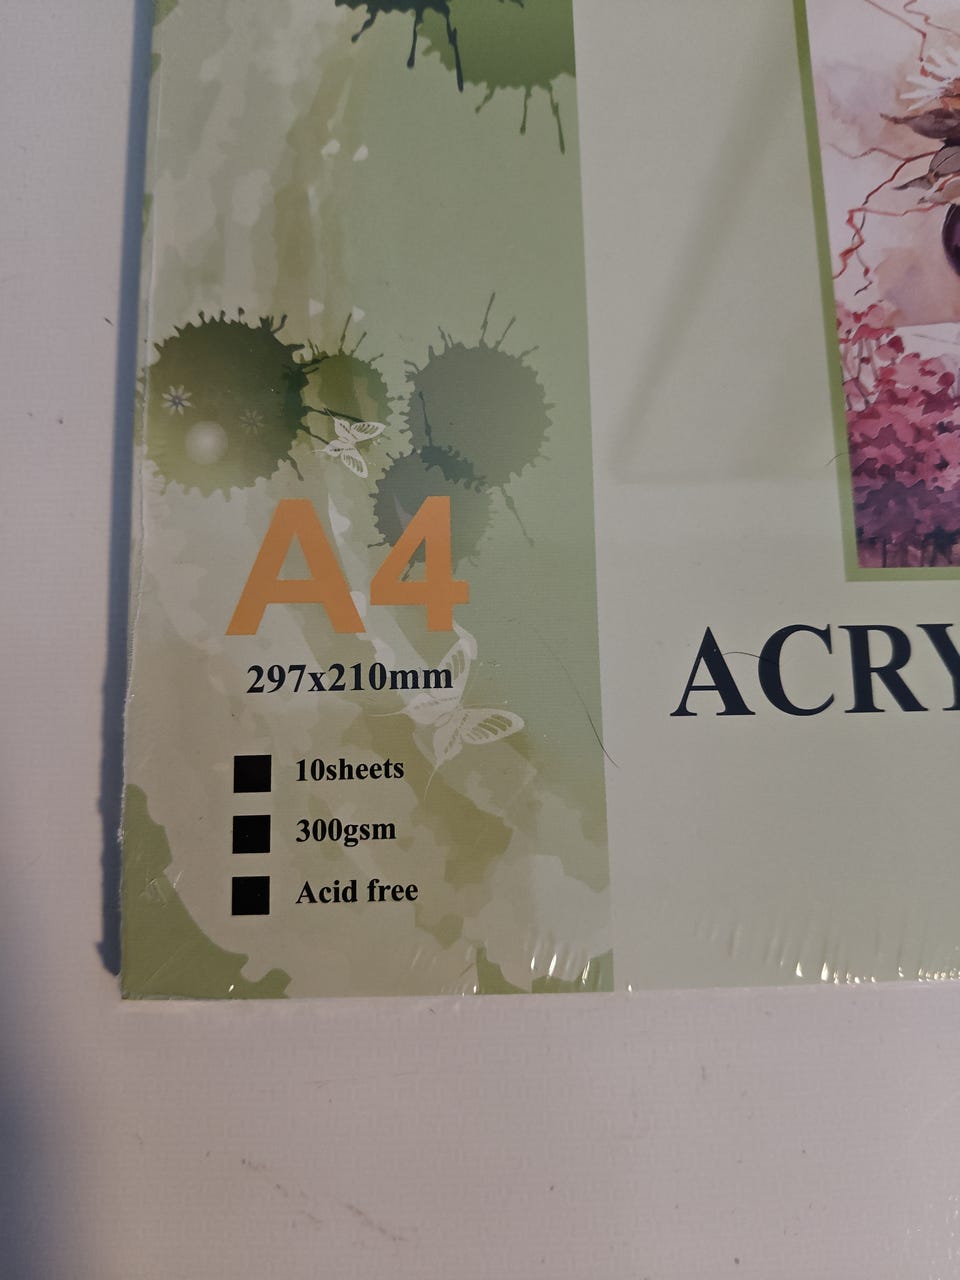 A4
297x210mm
10sheets
300gsm
Acid free
ACRY